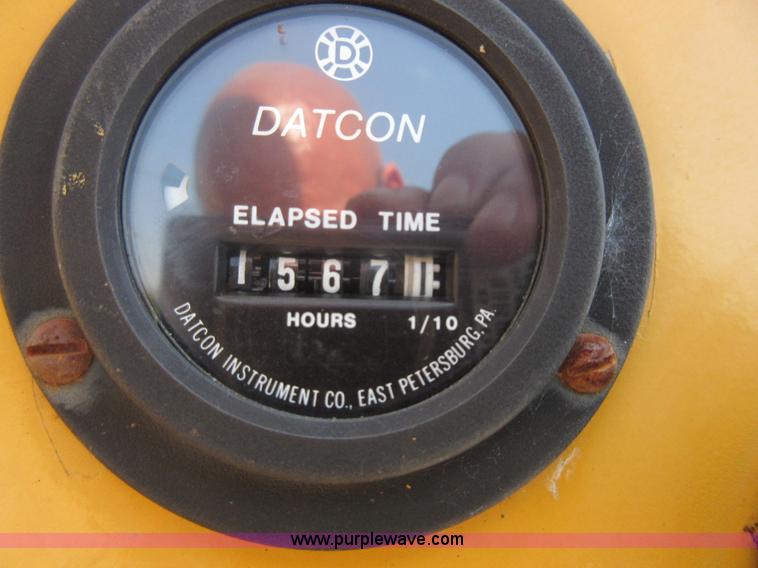 D
DATCON
ELAPSED TIME
1567
HOURS 1/10
DATCON INSTRUMENT CO., EAST PETERSBURG, PA.
www.purplewave.com